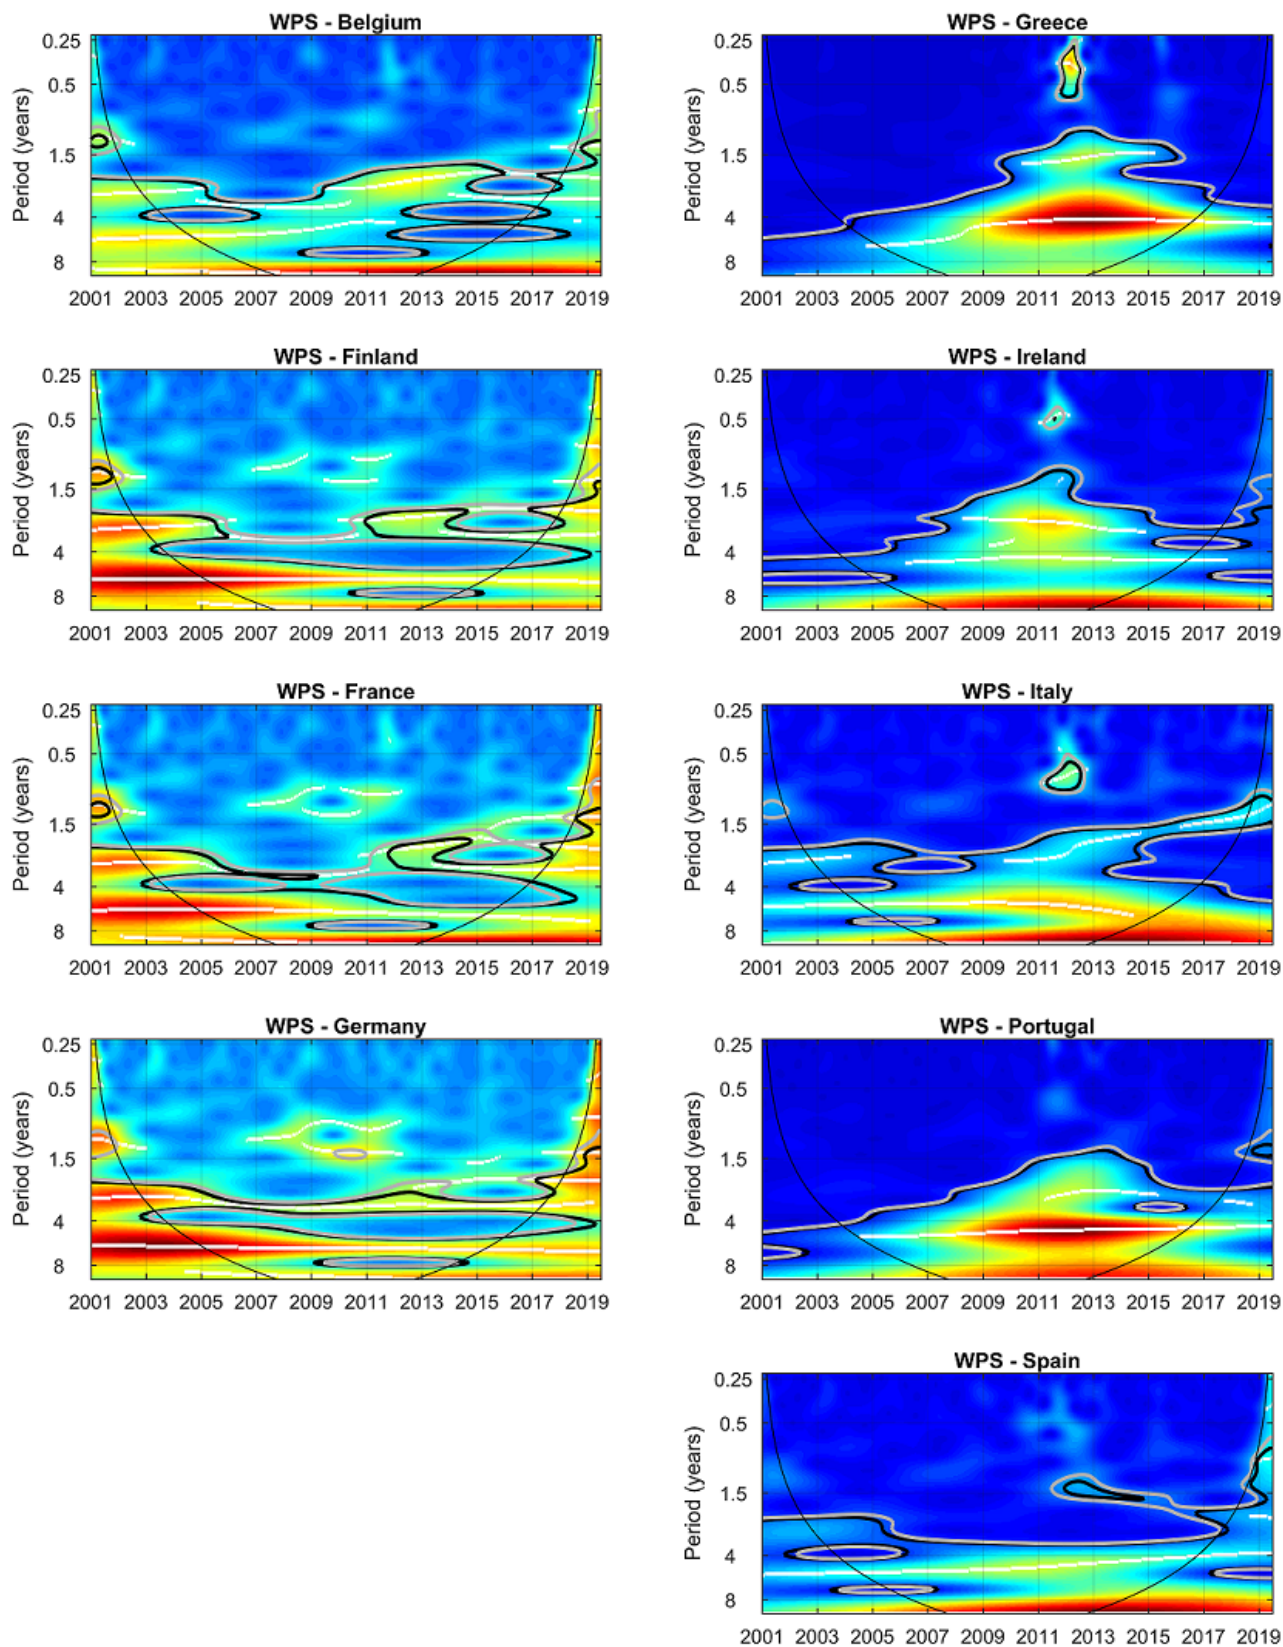 WPS - Belgium
Period (years)
0.25
0.5
1.5
4
8
2001 2003 2005 2007 2009 2011 2013 2015 2017 2019
WPS - Greece
Period (years)
0.25
0.5
1.5
4
8
2001 2003 2005 2007 2009 2011 2013 2015 2017 2019
WPS - Finland
Period (years)
0.25
0.5
1.5
4
8
2001 2003 2005 2007 2009 2011 2013 2015 2017 2019
WPS - Ireland
Period (years)
0.25
0.5
1.5
4
8
2001 2003 2005 2007 2009 2011 2013 2015 2017 2019
WPS - France
Period (years)
0.25
0.5
1.5
4
8
2001 2003 2005 2007 2009 2011 2013 2015 2017 2019
WPS - Italy
Period (years)
0.25
0.5
1.5
4
8
2001 2003 2005 2007 2009 2011 2013 2015 2017 2019
WPS - Germany
Period (years)
0.25
0.5
1.5
4
8
2001 2003 2005 2007 2009 2011 2013 2015 2017 2019
WPS - Portugal
Period (years)
0.25
0.5
1.5
4
8
2001 2003 2005 2007 2009 2011 2013 2015 2017 2019
WPS - Spain
Period (years)
0.25
0.5
1.5
4
8
2001 2003 2005 2007 2009 2011 2013 2015 2017 2019